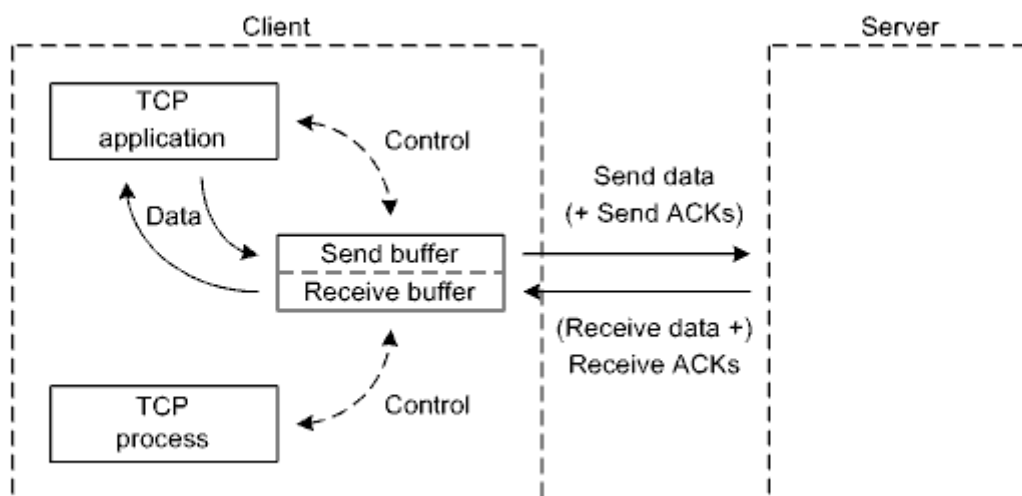 Client
Server
TCP
application
Control
Data
Send data
(+ Send ACKs)
Send buffer
Receive buffer
(Receive data +)
Receive ACKs
Control
TCP
process